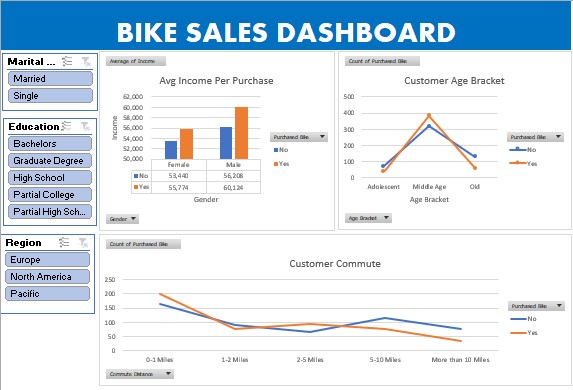 BIKE SALES DASHBOARD
Marital ...
Married
Single
Education
Bachelors
Graduate Degree
High School
Partial College
Partial High Sch...
Region
Europe
North America
Pacific
Average of Income
Avg Income Per Purchase
62,000
60,000
58,000
56,000
54,000
52,000
50,000
Income
Female Male
No 53,440 56,208
Yes 55,774 60,124
Gender
Purchased Bike
No
Yes
Gender
Count of Purchased Bike
Customer Age Bracket
500
400
300
200
100
0
Adolescent Middle Age Old
Age Bracket
Purchased Bike
No
Yes
Age Bracket
Count of Purchased Bike
Customer Commute
250
200
150
100
50
0
0-1 Miles 1-2 Miles 2-5 Miles 5-10 Miles More than 10 Miles
Purchased Bike
No
Yes
Commute Distance